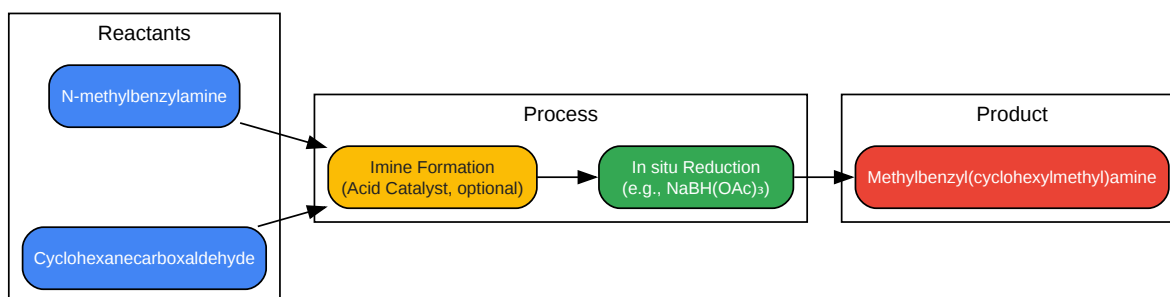 Reactants
N-methylbenzylamine
Cyclohexanecarboxaldehyde
Process
Imine Formation
(Acid Catalyst, optional)
In situ Reduction
(e.g., NaBH(OAc)₃)
Product
Methylbenzyl(cyclohexylmethyl)amine